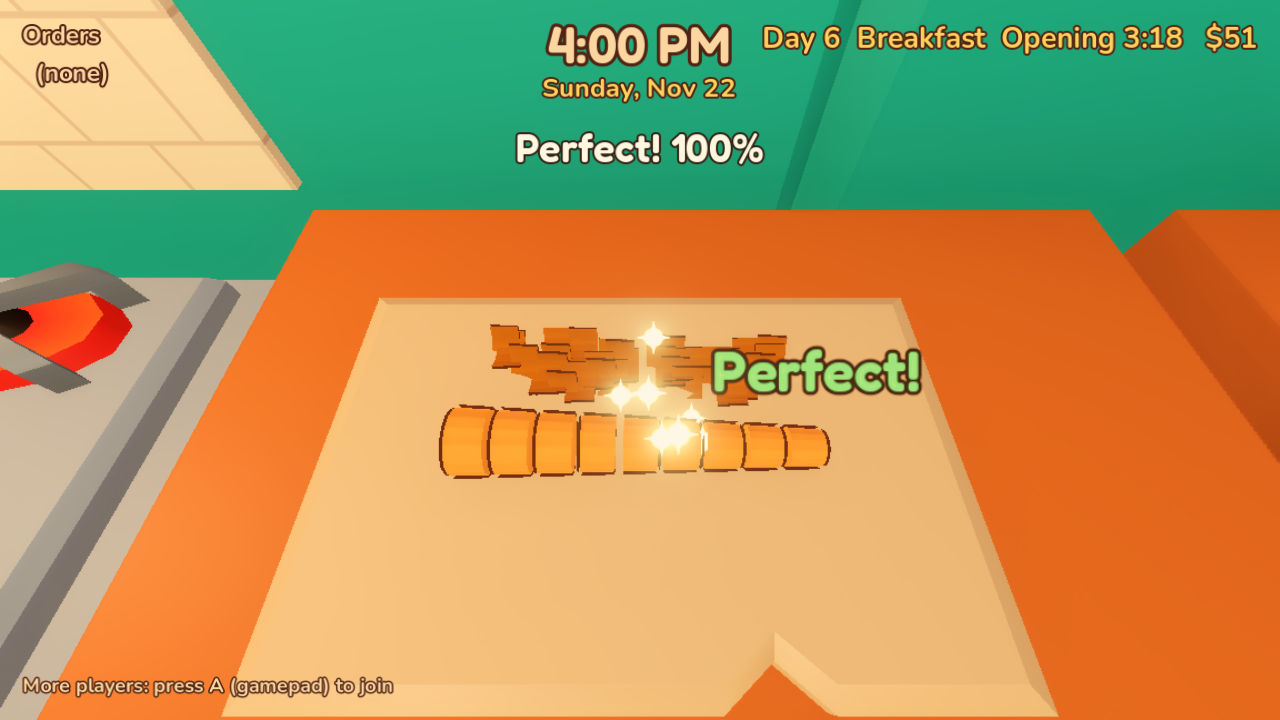 Orders
(none)
4:00 PM
Sunday, Nov 22
Day 6 Breakfast Opening 3:18 $51
Perfect! 100%
Perfect!
More players: press A (gamepad) to join